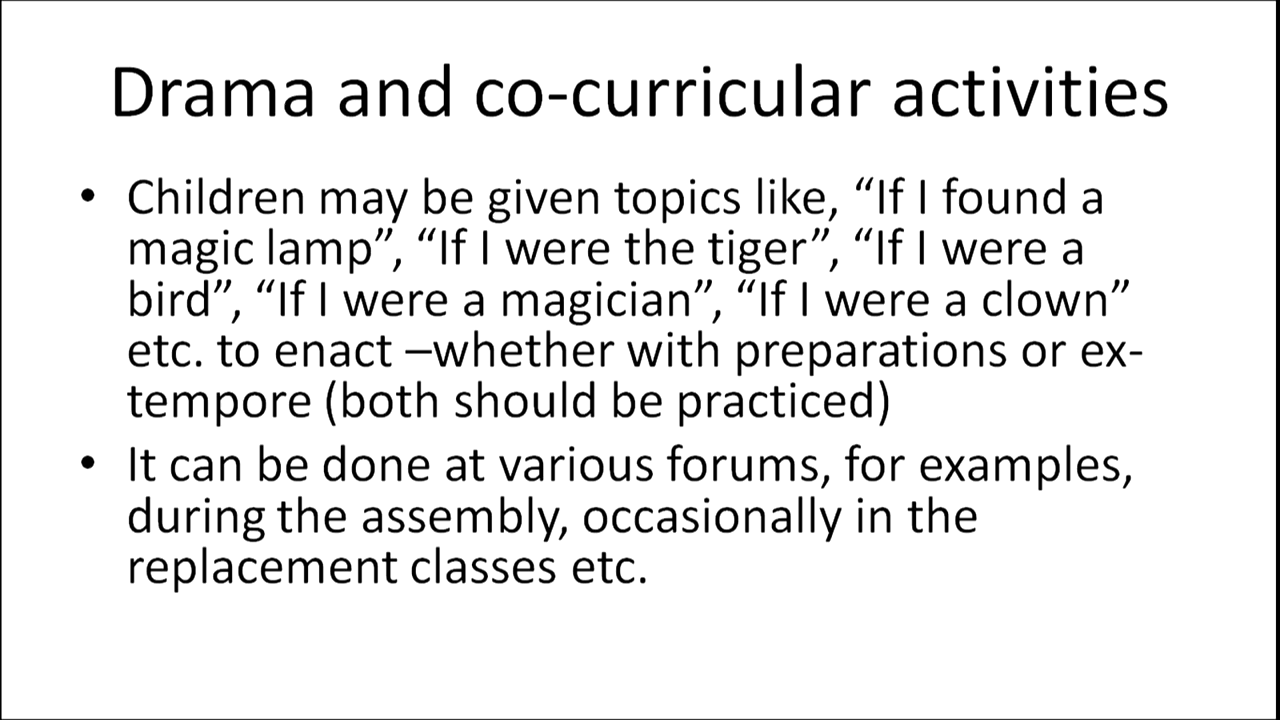 Drama and co-curricular activities
• Children may be given topics like, “If I found a
magic lamp”, “If I were the tiger”, “If I were a
bird”, “If I were a magician”, “If I were a clown”
etc. to enact –whether with preparations or ex-
tempore (both should be practiced)
• It can be done at various forums, for examples,
during the assembly, occasionally in the
replacement classes etc.